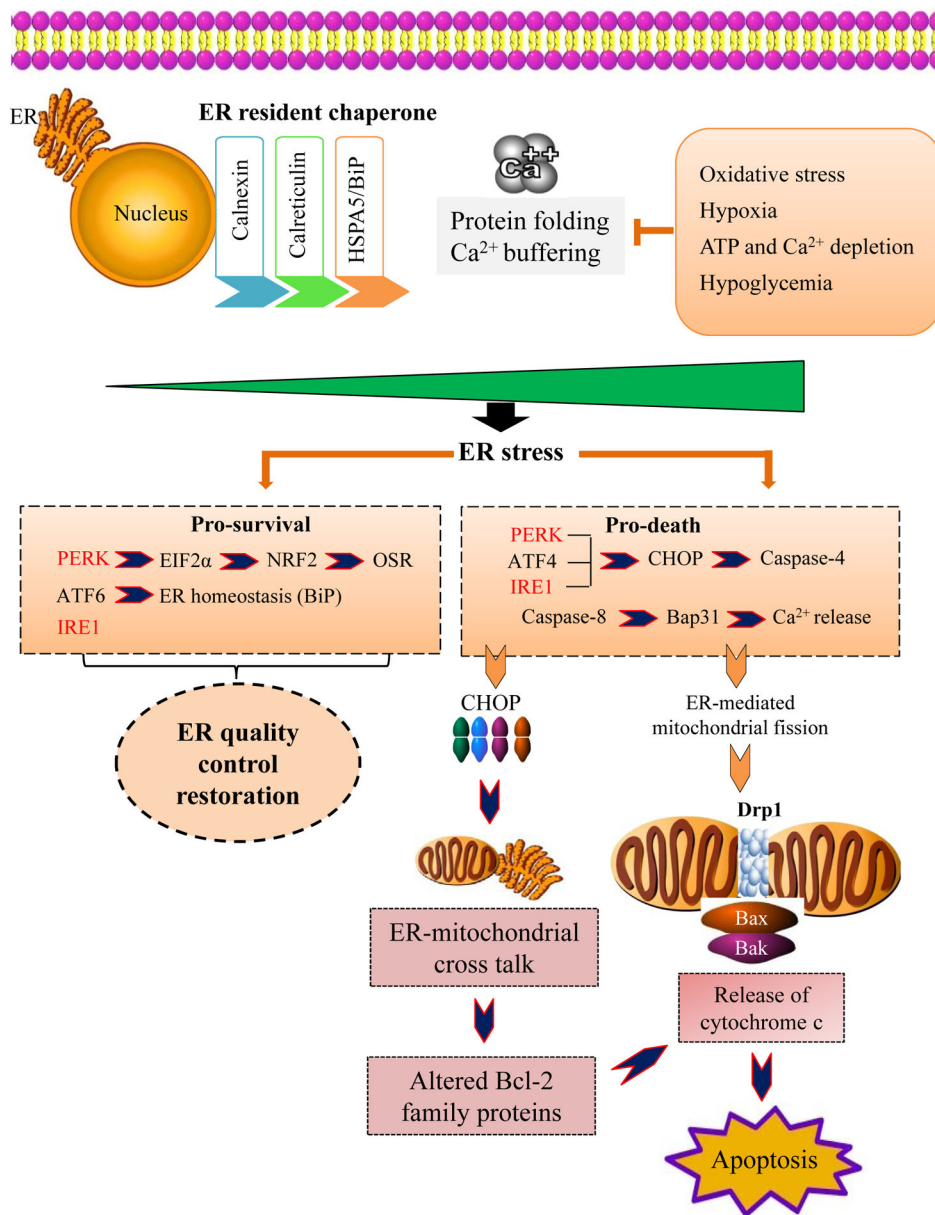 ER
ER resident chaperone
Nucleus
Calnexin
Calreticulin
HSPA5/BiP
Ca++
Protein folding
Ca²⁺ buffering
Oxidative stress
Hypoxia
ATP and Ca²⁺ depletion
Hypoglycemia
ER stress
Pro-survival
PERK EIF2α NRF2 OSR
ATF6 ER homeostasis (BiP)
IRE1
ER quality
control
restoration
Pro-death
PERK
ATF4 CHOP Caspase-4
IRE1
Caspase-8 Bap31 Ca²⁺ release
CHOP
ER-mitochondrial
cross talk
Altered Bcl-2
family proteins
ER-mediated
mitochondrial fission
Drp1
Bax
Bak
Release of
cytochrome c
Apoptosis